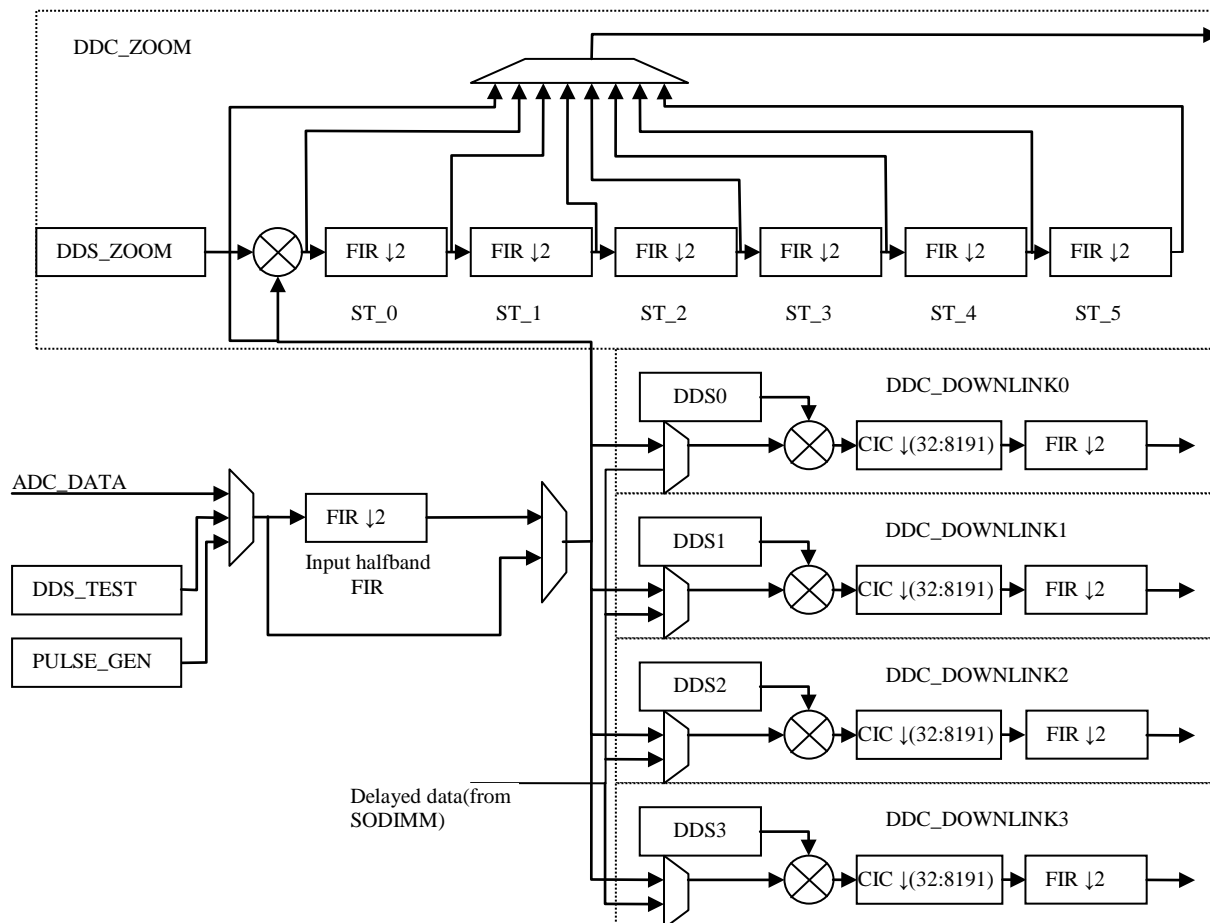 DDC_ZOOM
DDS_ZOOM
FIR ↓2
FIR ↓2
FIR ↓2
FIR ↓2
FIR ↓2
FIR ↓2
ST_0
ST_1
ST_2
ST_3
ST_4
ST_5
DDS0
DDC_DOWNLINK0
CIC ↓(32:8191)
FIR ↓2
ADC_DATA
FIR ↓2
Input halfband
FIR
DDS_TEST
PULSE_GEN
DDS1
DDC_DOWNLINK1
CIC ↓(32:8191)
FIR ↓2
DDS2
DDC_DOWNLINK2
CIC ↓(32:8191)
FIR ↓2
Delayed data(from
SODIMM)
DDS3
DDC_DOWNLINK3
CIC ↓(32:8191)
FIR ↓2